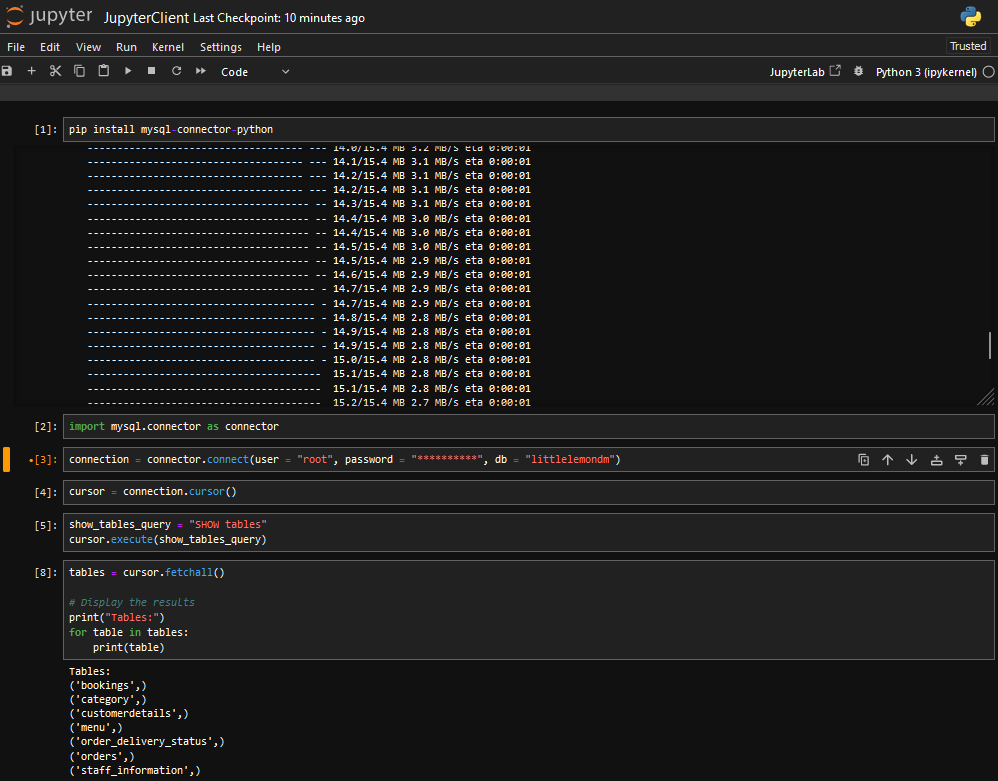 jupyter JupyterClient Last Checkpoint: 10 minutes ago
File Edit View Run Kernel Settings Help Trusted
Code JupyterLab Python 3 (ipykernel)
[1]: pip install mysql-connector-python
------------------------------------ --- 14.0/15.4 MB 3.2 MB/s eta 0:00:01
------------------------------------ --- 14.1/15.4 MB 3.1 MB/s eta 0:00:01
------------------------------------ --- 14.2/15.4 MB 3.1 MB/s eta 0:00:01
------------------------------------ --- 14.2/15.4 MB 3.1 MB/s eta 0:00:01
------------------------------------- -- 14.3/15.4 MB 3.1 MB/s eta 0:00:01
------------------------------------- -- 14.4/15.4 MB 3.0 MB/s eta 0:00:01
------------------------------------- -- 14.4/15.4 MB 3.0 MB/s eta 0:00:01
------------------------------------- -- 14.5/15.4 MB 3.0 MB/s eta 0:00:01
------------------------------------- -- 14.5/15.4 MB 2.9 MB/s eta 0:00:01
------------------------------------- -- 14.6/15.4 MB 2.9 MB/s eta 0:00:01
-------------------------------------- - 14.7/15.4 MB 2.9 MB/s eta 0:00:01
-------------------------------------- - 14.7/15.4 MB 2.9 MB/s eta 0:00:01
-------------------------------------- - 14.8/15.4 MB 2.8 MB/s eta 0:00:01
-------------------------------------- - 14.9/15.4 MB 2.8 MB/s eta 0:00:01
-------------------------------------- - 14.9/15.4 MB 2.8 MB/s eta 0:00:01
-------------------------------------- - 15.0/15.4 MB 2.8 MB/s eta 0:00:01
---------------------------------------  15.1/15.4 MB 2.8 MB/s eta 0:00:01
---------------------------------------  15.1/15.4 MB 2.8 MB/s eta 0:00:01
---------------------------------------  15.2/15.4 MB 2.7 MB/s eta 0:00:01
[2]: import mysql.connector as connector
•[3]: connection = connector.connect(user = "root", password = "**********", db = "littlelemondm")
[4]: cursor = connection.cursor()
[5]: show_tables_query = "SHOW tables"
cursor.execute(show_tables_query)
[8]: tables = cursor.fetchall()
# Display the results
print("Tables:")
for table in tables:
    print(table)
Tables:
('bookings',)
('category',)
('customerdetails',)
('menu',)
('order_delivery_status',)
('orders',)
('staff_information',)